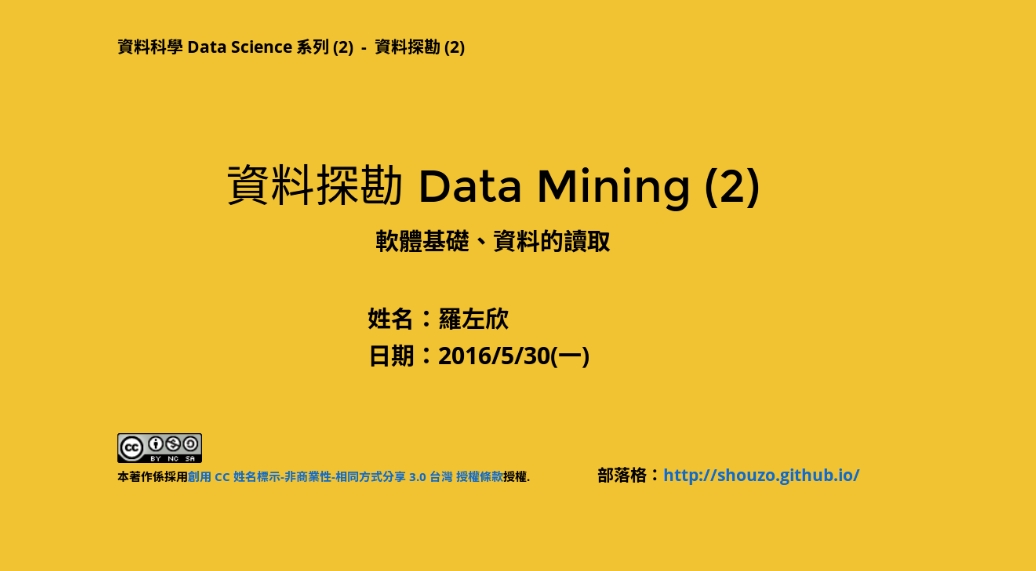 資料科學 Data Science 系列 (2)  -  資料探勘 (2)
資料探勘 Data Mining (2)
軟體基礎、資料的讀取
姓名：羅左欣
日期：2016/5/30(一)
cc BY NC SA
本著作係採用創用 CC 姓名標示-非商業性-相同方式分享 3.0 台灣 授權條款授權.
部落格：http://shouzo.github.io/